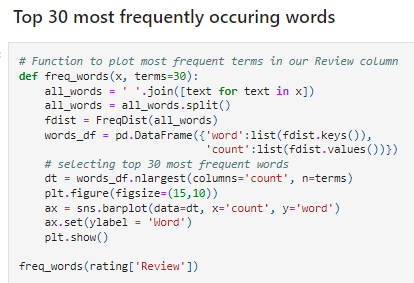 Top 30 most frequently occuring words
# Function to plot most frequent terms in our Review column
def freq_words(x, terms=30):
    all_words = ' '.join([text for text in x])
    all_words = all_words.split()
    fdist = FreqDist(all_words)
    words_df = pd.DataFrame({'word':list(fdist.keys()),
                             'count':list(fdist.values())})
    # selecting top 30 most frequent words
    dt = words_df.nlargest(columns='count', n=terms)
    plt.figure(figsize=(15,10))
    ax = sns.barplot(data=dt, x='count', y='word')
    ax.set(ylabel = 'Word')
    plt.show()
freq_words(rating['Review'])